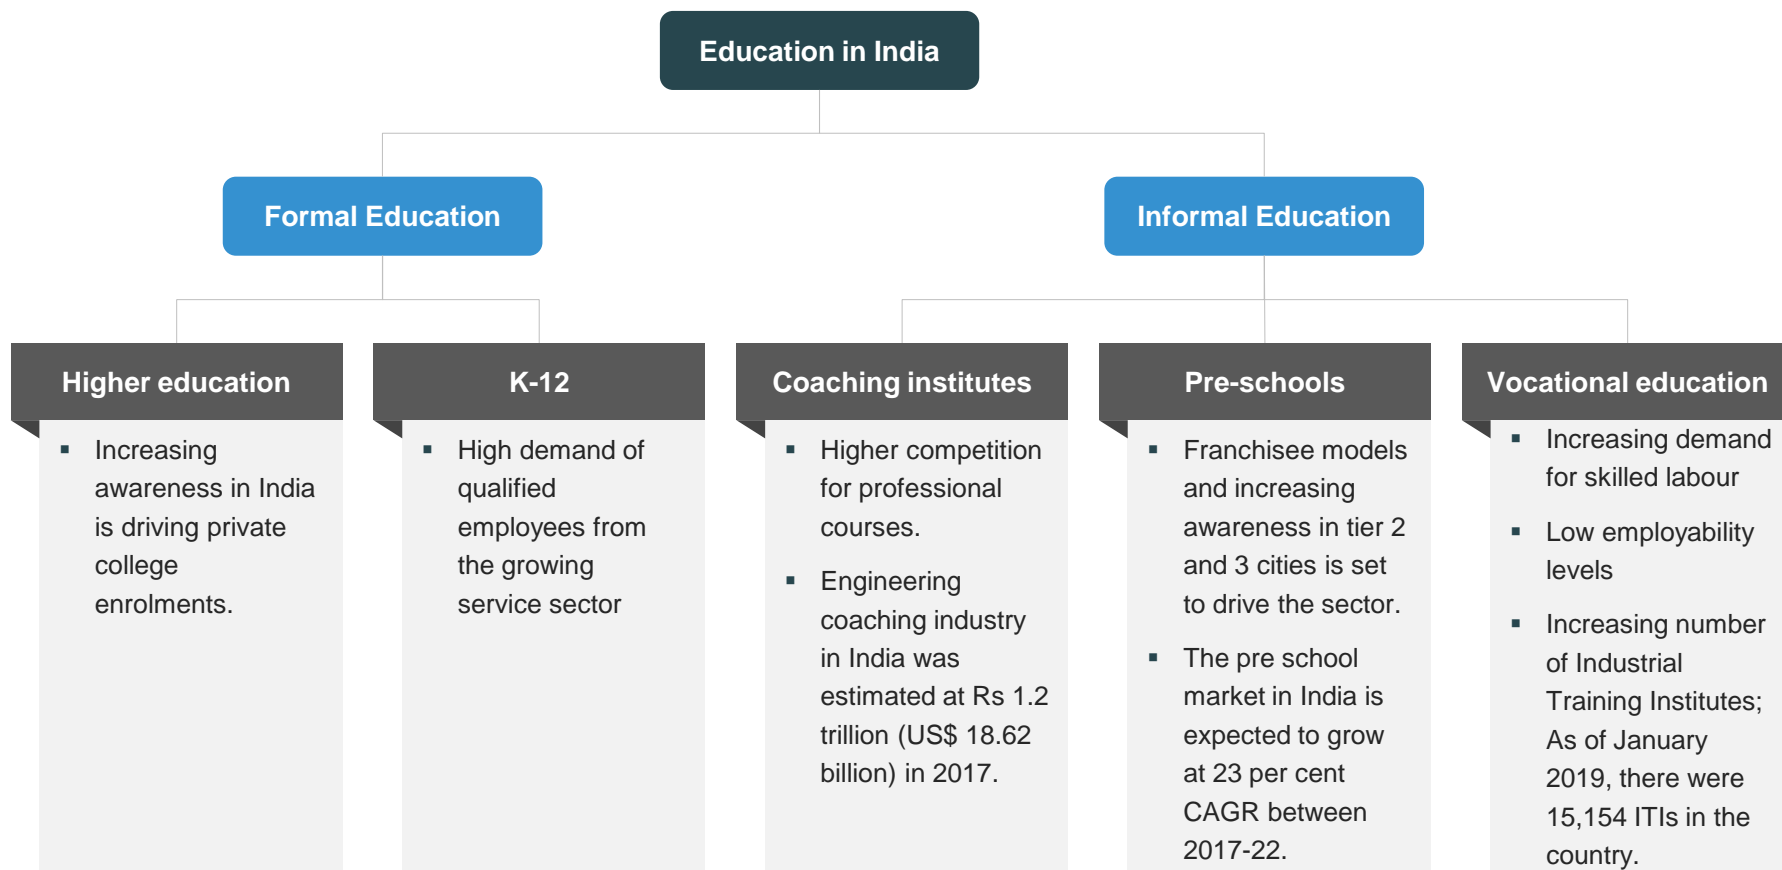 Education in India
Formal Education
Informal Education
Higher education
Increasing
awareness in India
is driving private
college
enrolments.
K-12
High demand of
qualified
employees from
the growing
service sector
Coaching institutes
Higher competition
for professional
courses.
Engineering
coaching industry
in India was
estimated at Rs 1.2
trillion (US$ 18.62
billion) in 2017.
Pre-schools
Franchisee models
and increasing
awareness in tier 2
and 3 cities is set
to drive the sector.
The pre school
market in India is
expected to grow
at 23 per cent
CAGR between
2017-22.
Vocational education
Increasing demand
for skilled labour
Low employability
levels
Increasing number
of Industrial
Training Institutes;
As of January
2019, there were
15,154 ITIs in the
country.